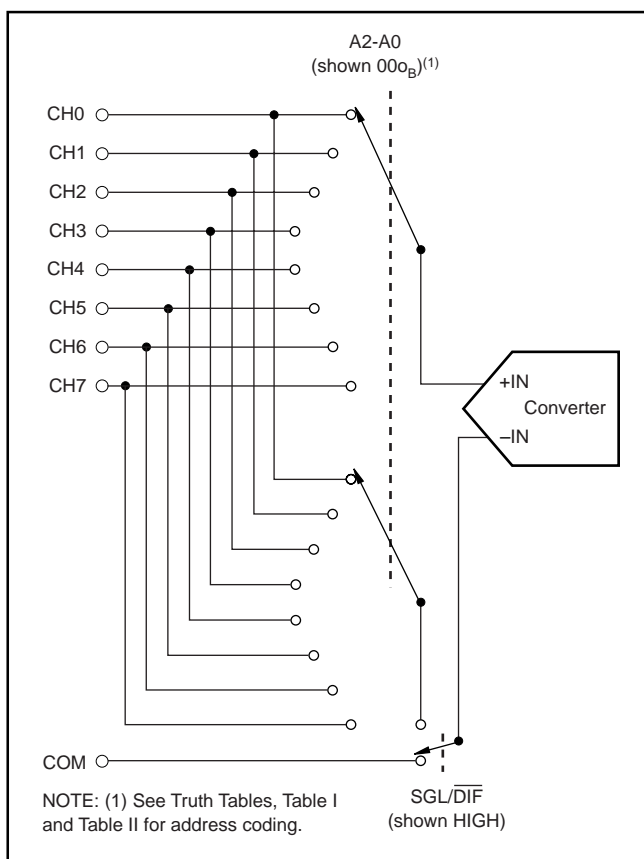 A2-A0
(shown 00oB)(1)
CH0
CH1
CH2
CH3
CH4
CH5
CH6
CH7
+IN
Converter
–IN
COM
SGL/DIF
(shown HIGH)
NOTE: (1) See Truth Tables, Table I
and Table II for address coding.